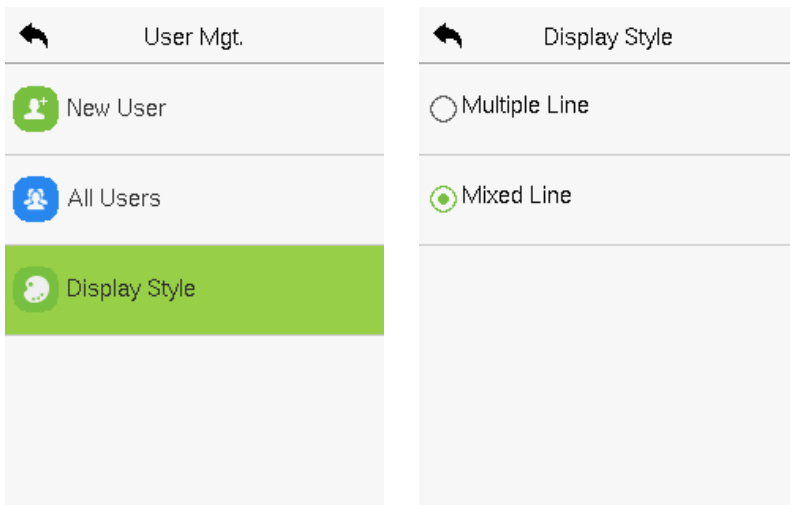 User Mgt.
New User
All Users
Display Style
Display Style
Multiple Line
Mixed Line